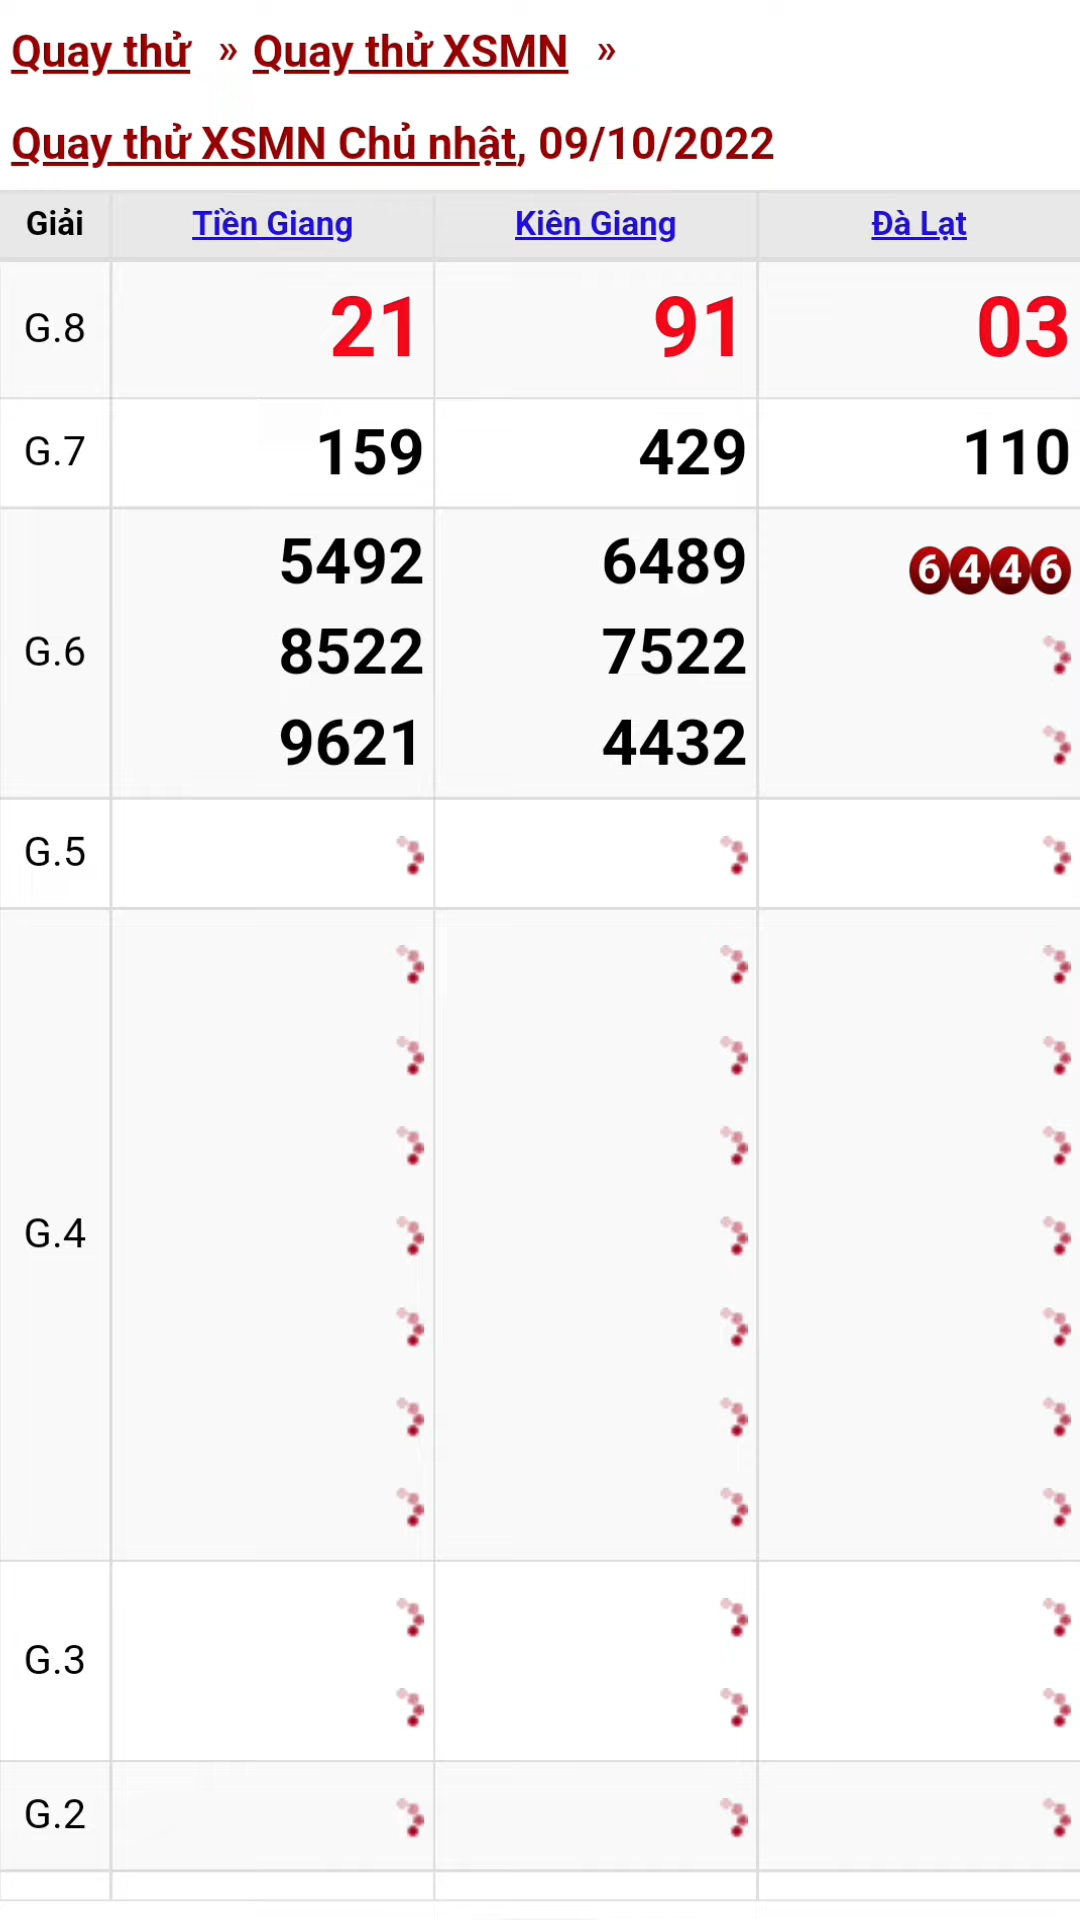 Quay thử » Quay thử XSMN »
Quay thử XSMN Chủ nhật, 09/10/2022
Giải Tiền Giang Kiên Giang Đà Lạt
G.8 21 91 03
G.7 159 429 110
5492 6489 6446
G.6 8522 7522
9621 4432
G.5
G.4
G.3
G.2